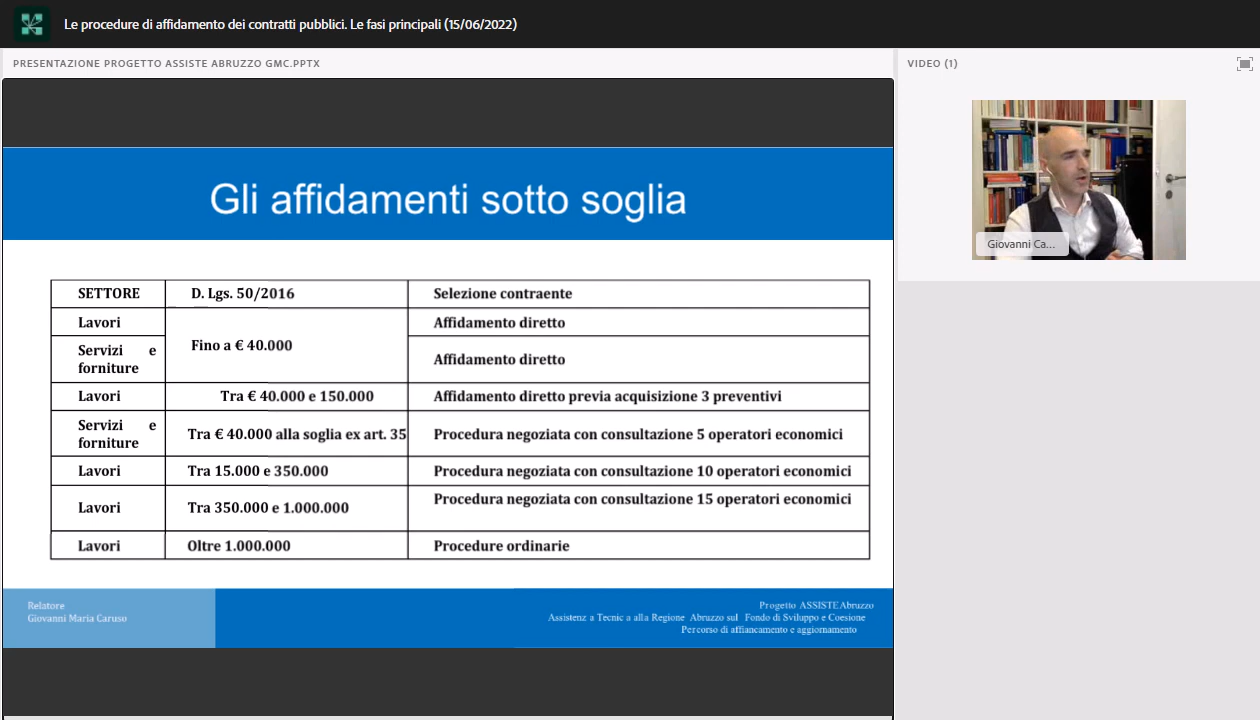 Le procedure di affidamento dei contratti pubblici. Le fasi principali (15/06/2022)
PRESENTAZIONE PROGETTO ASSISTE ABRUZZO GMC.PPTX
VIDEO (1)
Giovanni Ca...
Gli affidamenti sotto soglia
SETTORE D. Lgs. 50/2016 Selezione contraente
Lavori Fino a € 40.000 Affidamento diretto
Servizi e
forniture Affidamento diretto
Lavori Tra € 40.000 e 150.000 Affidamento diretto previa acquisizione 3 preventivi
Servizi e
forniture Tra € 40.000 alla soglia ex art. 35 Procedura negoziata con consultazione 5 operatori economici
Lavori Tra 15.000 e 350.000 Procedura negoziata con consultazione 10 operatori economici
Lavori Tra 350.000 e 1.000.000 Procedura negoziata con consultazione 15 operatori economici
Lavori Oltre 1.000.000 Procedure ordinarie
Relatore
Giovanni Maria Caruso
Progetto ASSISTE Abruzzo
Assistenz a Tecnic a alla Regione Abruzzo sul Fondo di Sviluppo e Coesione
Percorso di affiancamento e aggiornamento